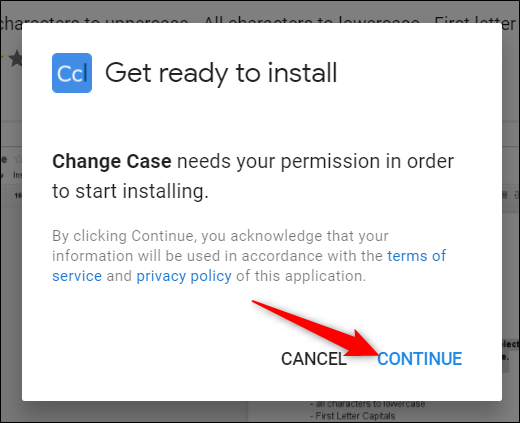 characters to uppercase - All characters to lowercase - First letter
Ccl
Get ready to install
Change Case needs your permission in order
to start installing.
By clicking Continue, you acknowledge that your
information will be used in accordance with the terms of
service and privacy policy of this application.
CANCEL
CONTINUE
- all characters to lowercase
- First Letter Capitals